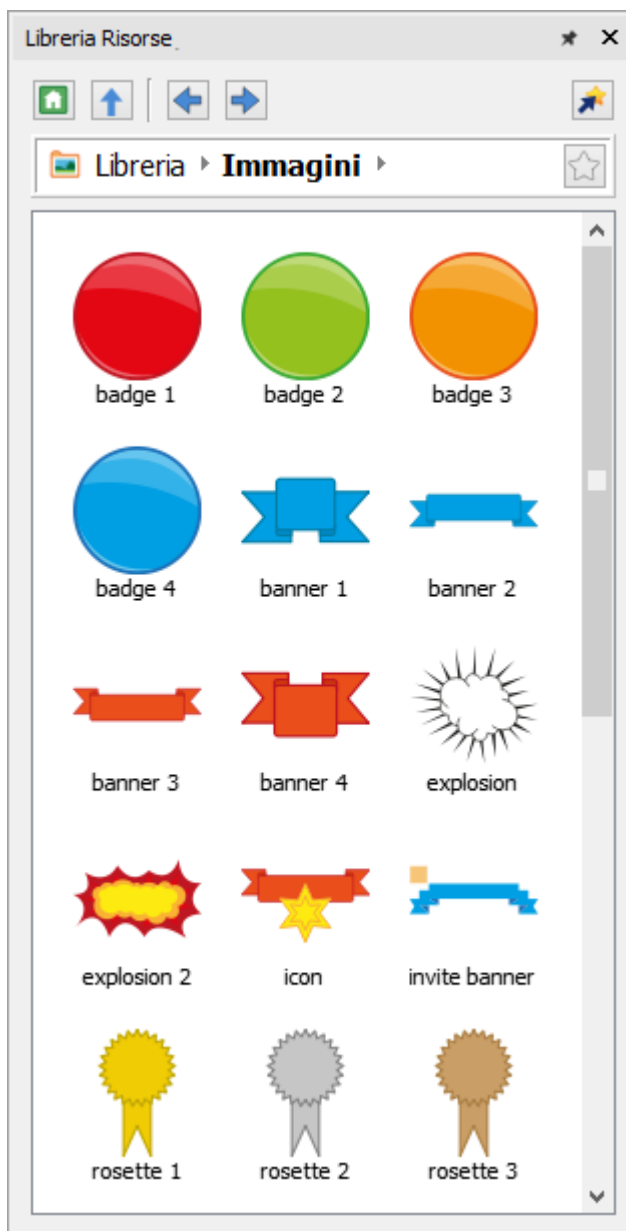 Libreria Risorse
Libreria Immagini
badge 1 badge 2 badge 3
badge 4 banner 1 banner 2
banner 3 banner 4 explosion
explosion 2 icon invite banner
rosette 1 rosette 2 rosette 3